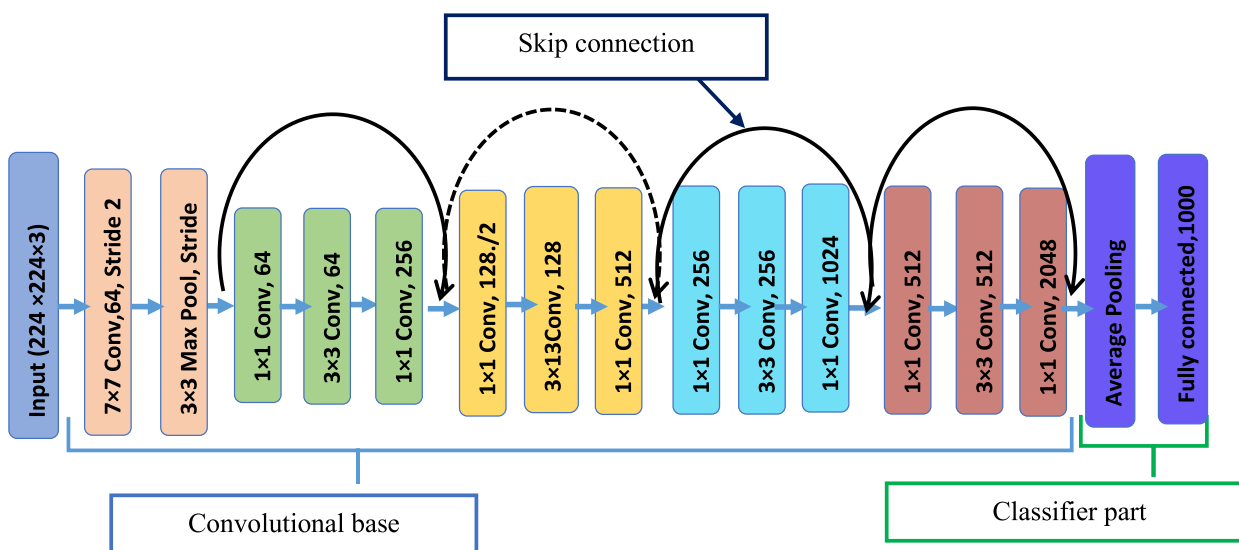 Skip connection
Input (224 ×224×3)
7×7 Conv,64, Stride 2
3×3 Max Pool, Stride
1×1 Conv, 64
3×3 Conv, 64
1×1 Conv, 256
1×1 Conv, 128./2
3×13Conv, 128
1×1 Conv, 512
1×1 Conv, 256
3×3 Conv, 256
1×1 Conv, 1024
1×1 Conv, 512
3×3 Conv, 512
1×1 Conv, 2048
Average Pooling
Fully connected,1000
Convolutional base
Classifier part